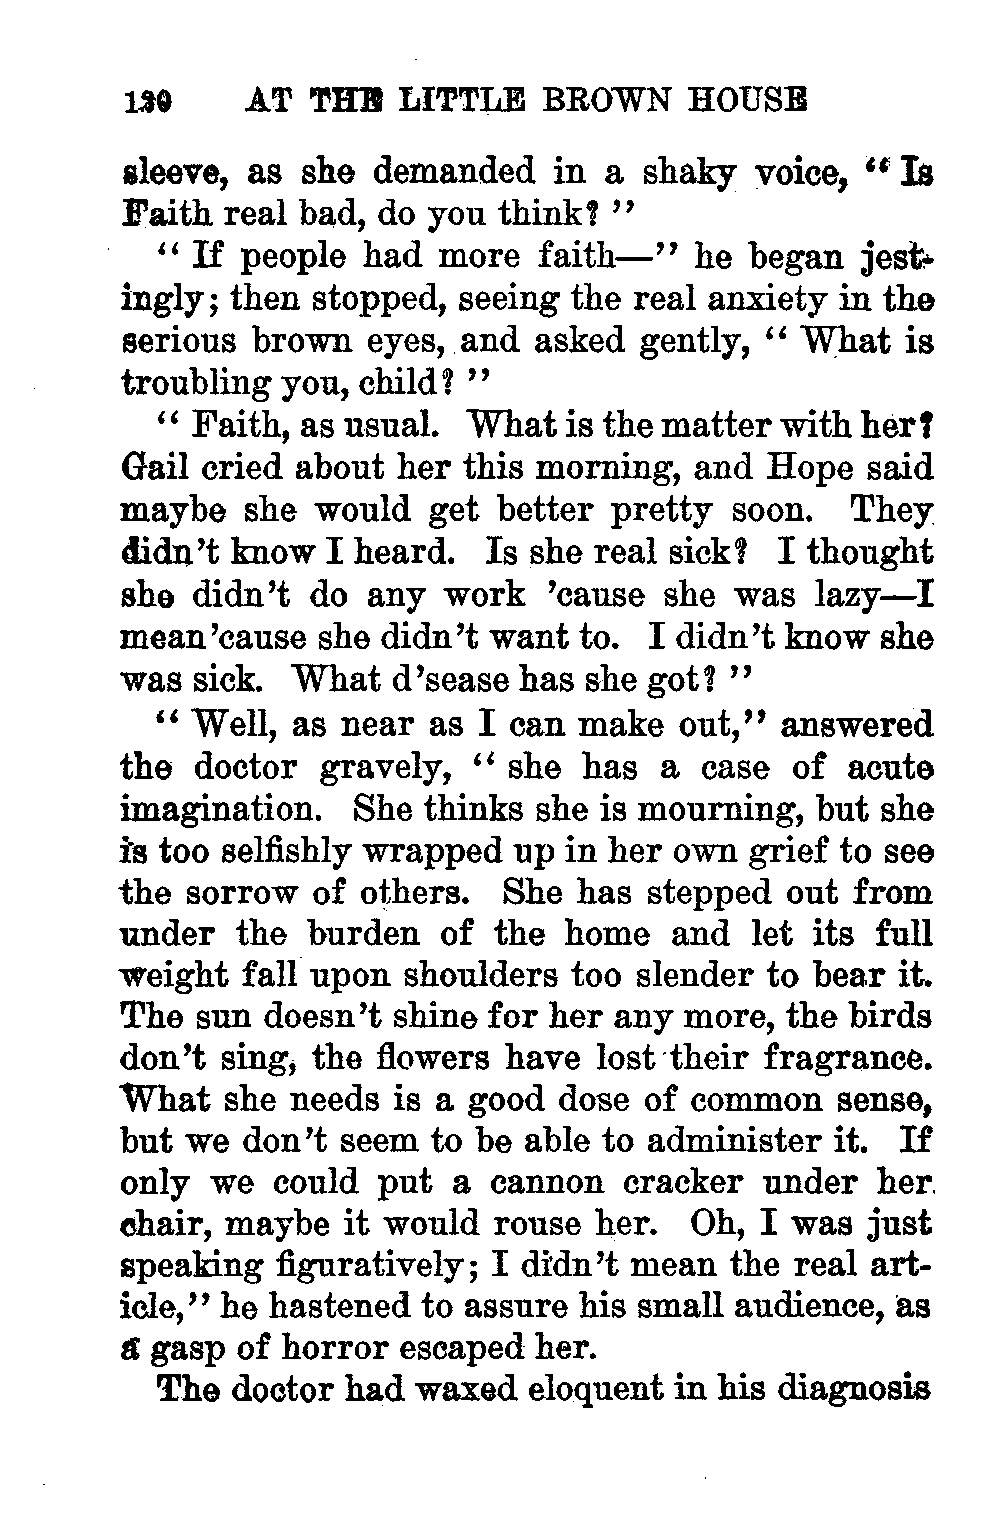 130 AT THE LITTLE BROWN HOUSE
sleeve, as she demanded in a shaky voice, “ Is
Faith real bad, do you think? ”
“ If people had more faith—” he began jest-
ingly; then stopped, seeing the real anxiety in the
serious brown eyes, and asked gently, “ What is
troubling you, child? ”
“ Faith, as usual. What is the matter with her?
Gail cried about her this morning, and Hope said
maybe she would get better pretty soon. They
didn’t know I heard. Is she real sick? I thought
she didn’t do any work ’cause she was lazy—I
mean ’cause she didn’t want to. I didn’t know she
was sick. What d’sease has she got? ”
“ Well, as near as I can make out,” answered
the doctor gravely, “ she has a case of acute
imagination. She thinks she is mourning, but she
is too selfishly wrapped up in her own grief to see
the sorrow of others. She has stepped out from
under the burden of the home and let its full
weight fall upon shoulders too slender to bear it.
The sun doesn’t shine for her any more, the birds
don’t sing, the flowers have lost their fragrance.
What she needs is a good dose of common sense,
but we don’t seem to be able to administer it. If
only we could put a cannon cracker under her
chair, maybe it would rouse her. Oh, I was just
speaking figuratively; I didn’t mean the real art-
icle,” he hastened to assure his small audience, as
a gasp of horror escaped her.
The doctor had waxed eloquent in his diagnosis